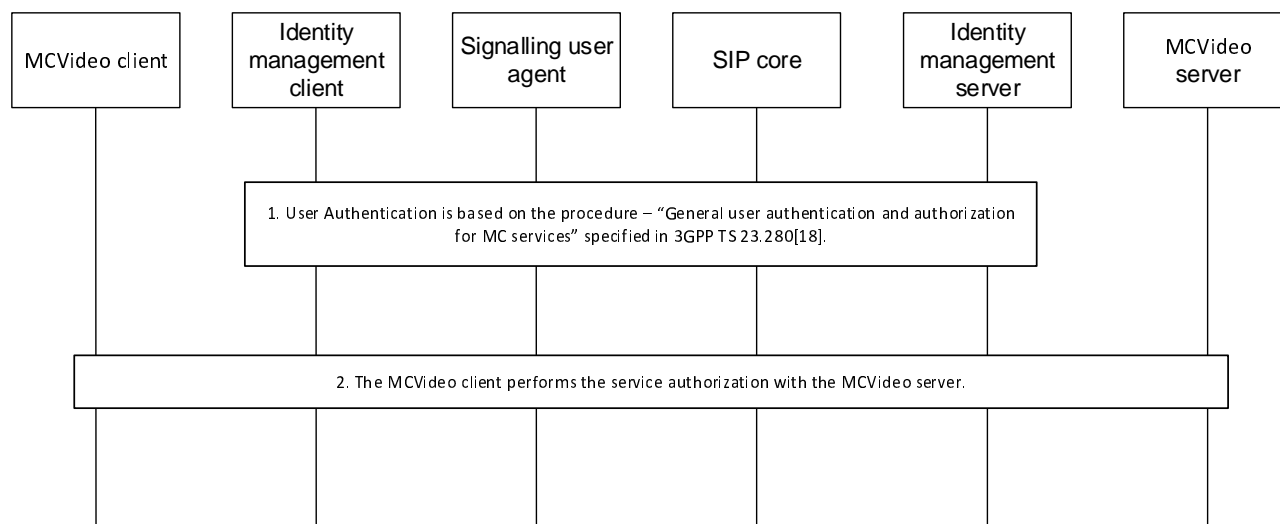 MCVideo client
Identity
management
client
Signalling user
agent
SIP core
Identity
management
server
MCVideo
server
1. User Authentication is based on the procedure – “General user authentication and authorization
for MC services” specified in 3GPP TS 23.280[18].
2. The MCVideo client performs the service authorization with the MCVideo server.